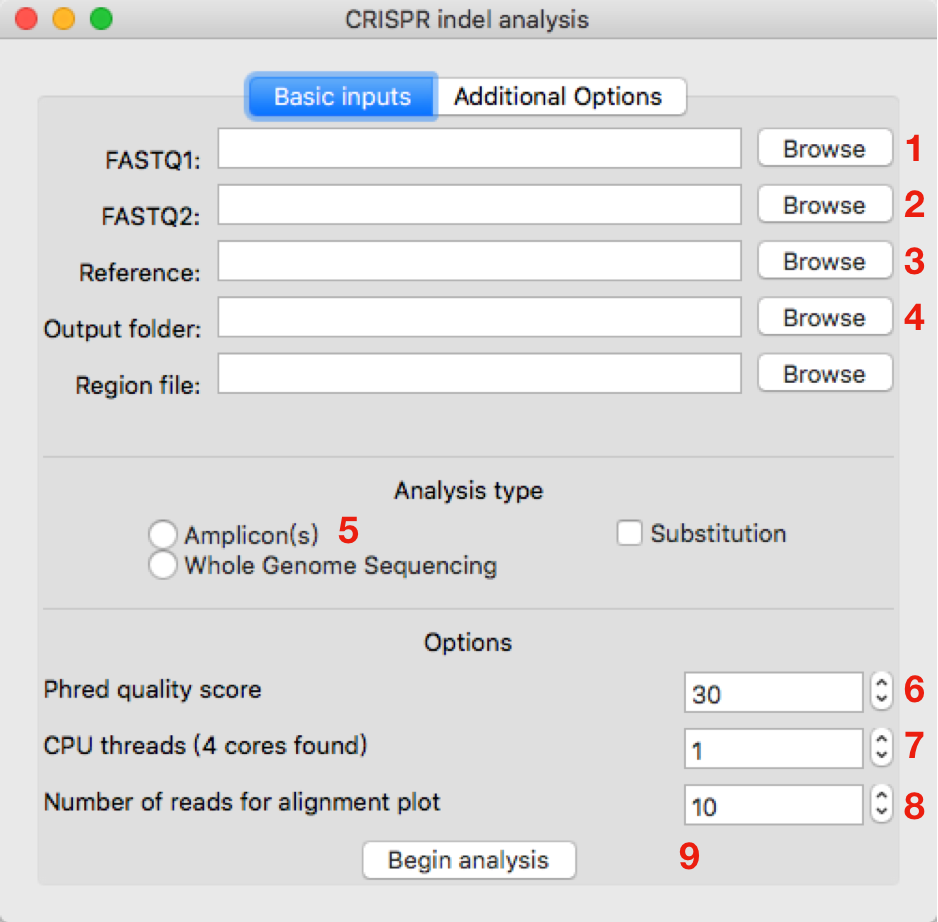 CRISPR indel analysis
Basic inputs Additional Options
FASTQ1: Browse 1
FASTQ2: Browse 2
Reference: Browse 3
Output folder: Browse 4
Region file: Browse
Analysis type
Amplicon(s) 5 Substitution
Whole Genome Sequencing
Options
Phred quality score 30 6
CPU threads (4 cores found) 1 7
Number of reads for alignment plot 10 8
Begin analysis 9